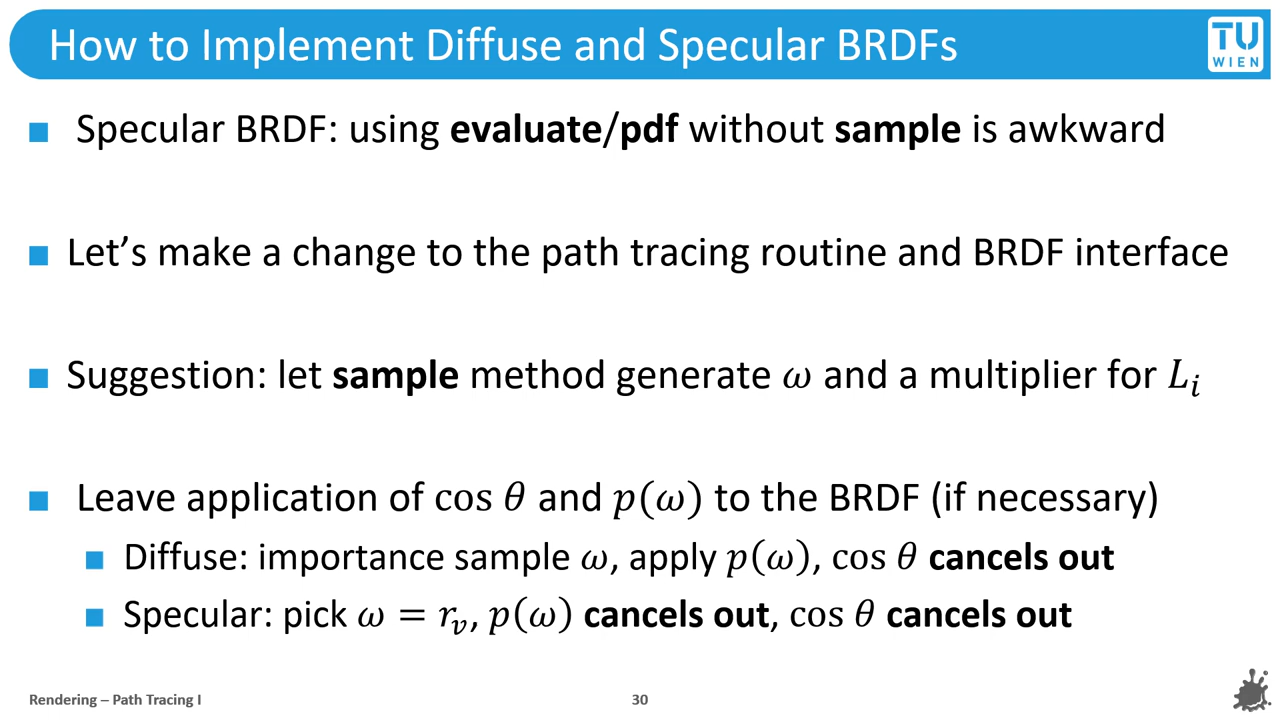 How to Implement Diffuse and Specular BRDFs
TU
WIEN
Specular BRDF: using evaluate/pdf without sample is awkward
Let’s make a change to the path tracing routine and BRDF interface
Suggestion: let sample method generate ω and a multiplier for Lᵢ
Leave application of cos θ and p(ω) to the BRDF (if necessary)
Diffuse: importance sample ω, apply p(ω), cos θ cancels out
Specular: pick ω = rᵥ, p(ω) cancels out, cos θ cancels out
Rendering – Path Tracing I
30